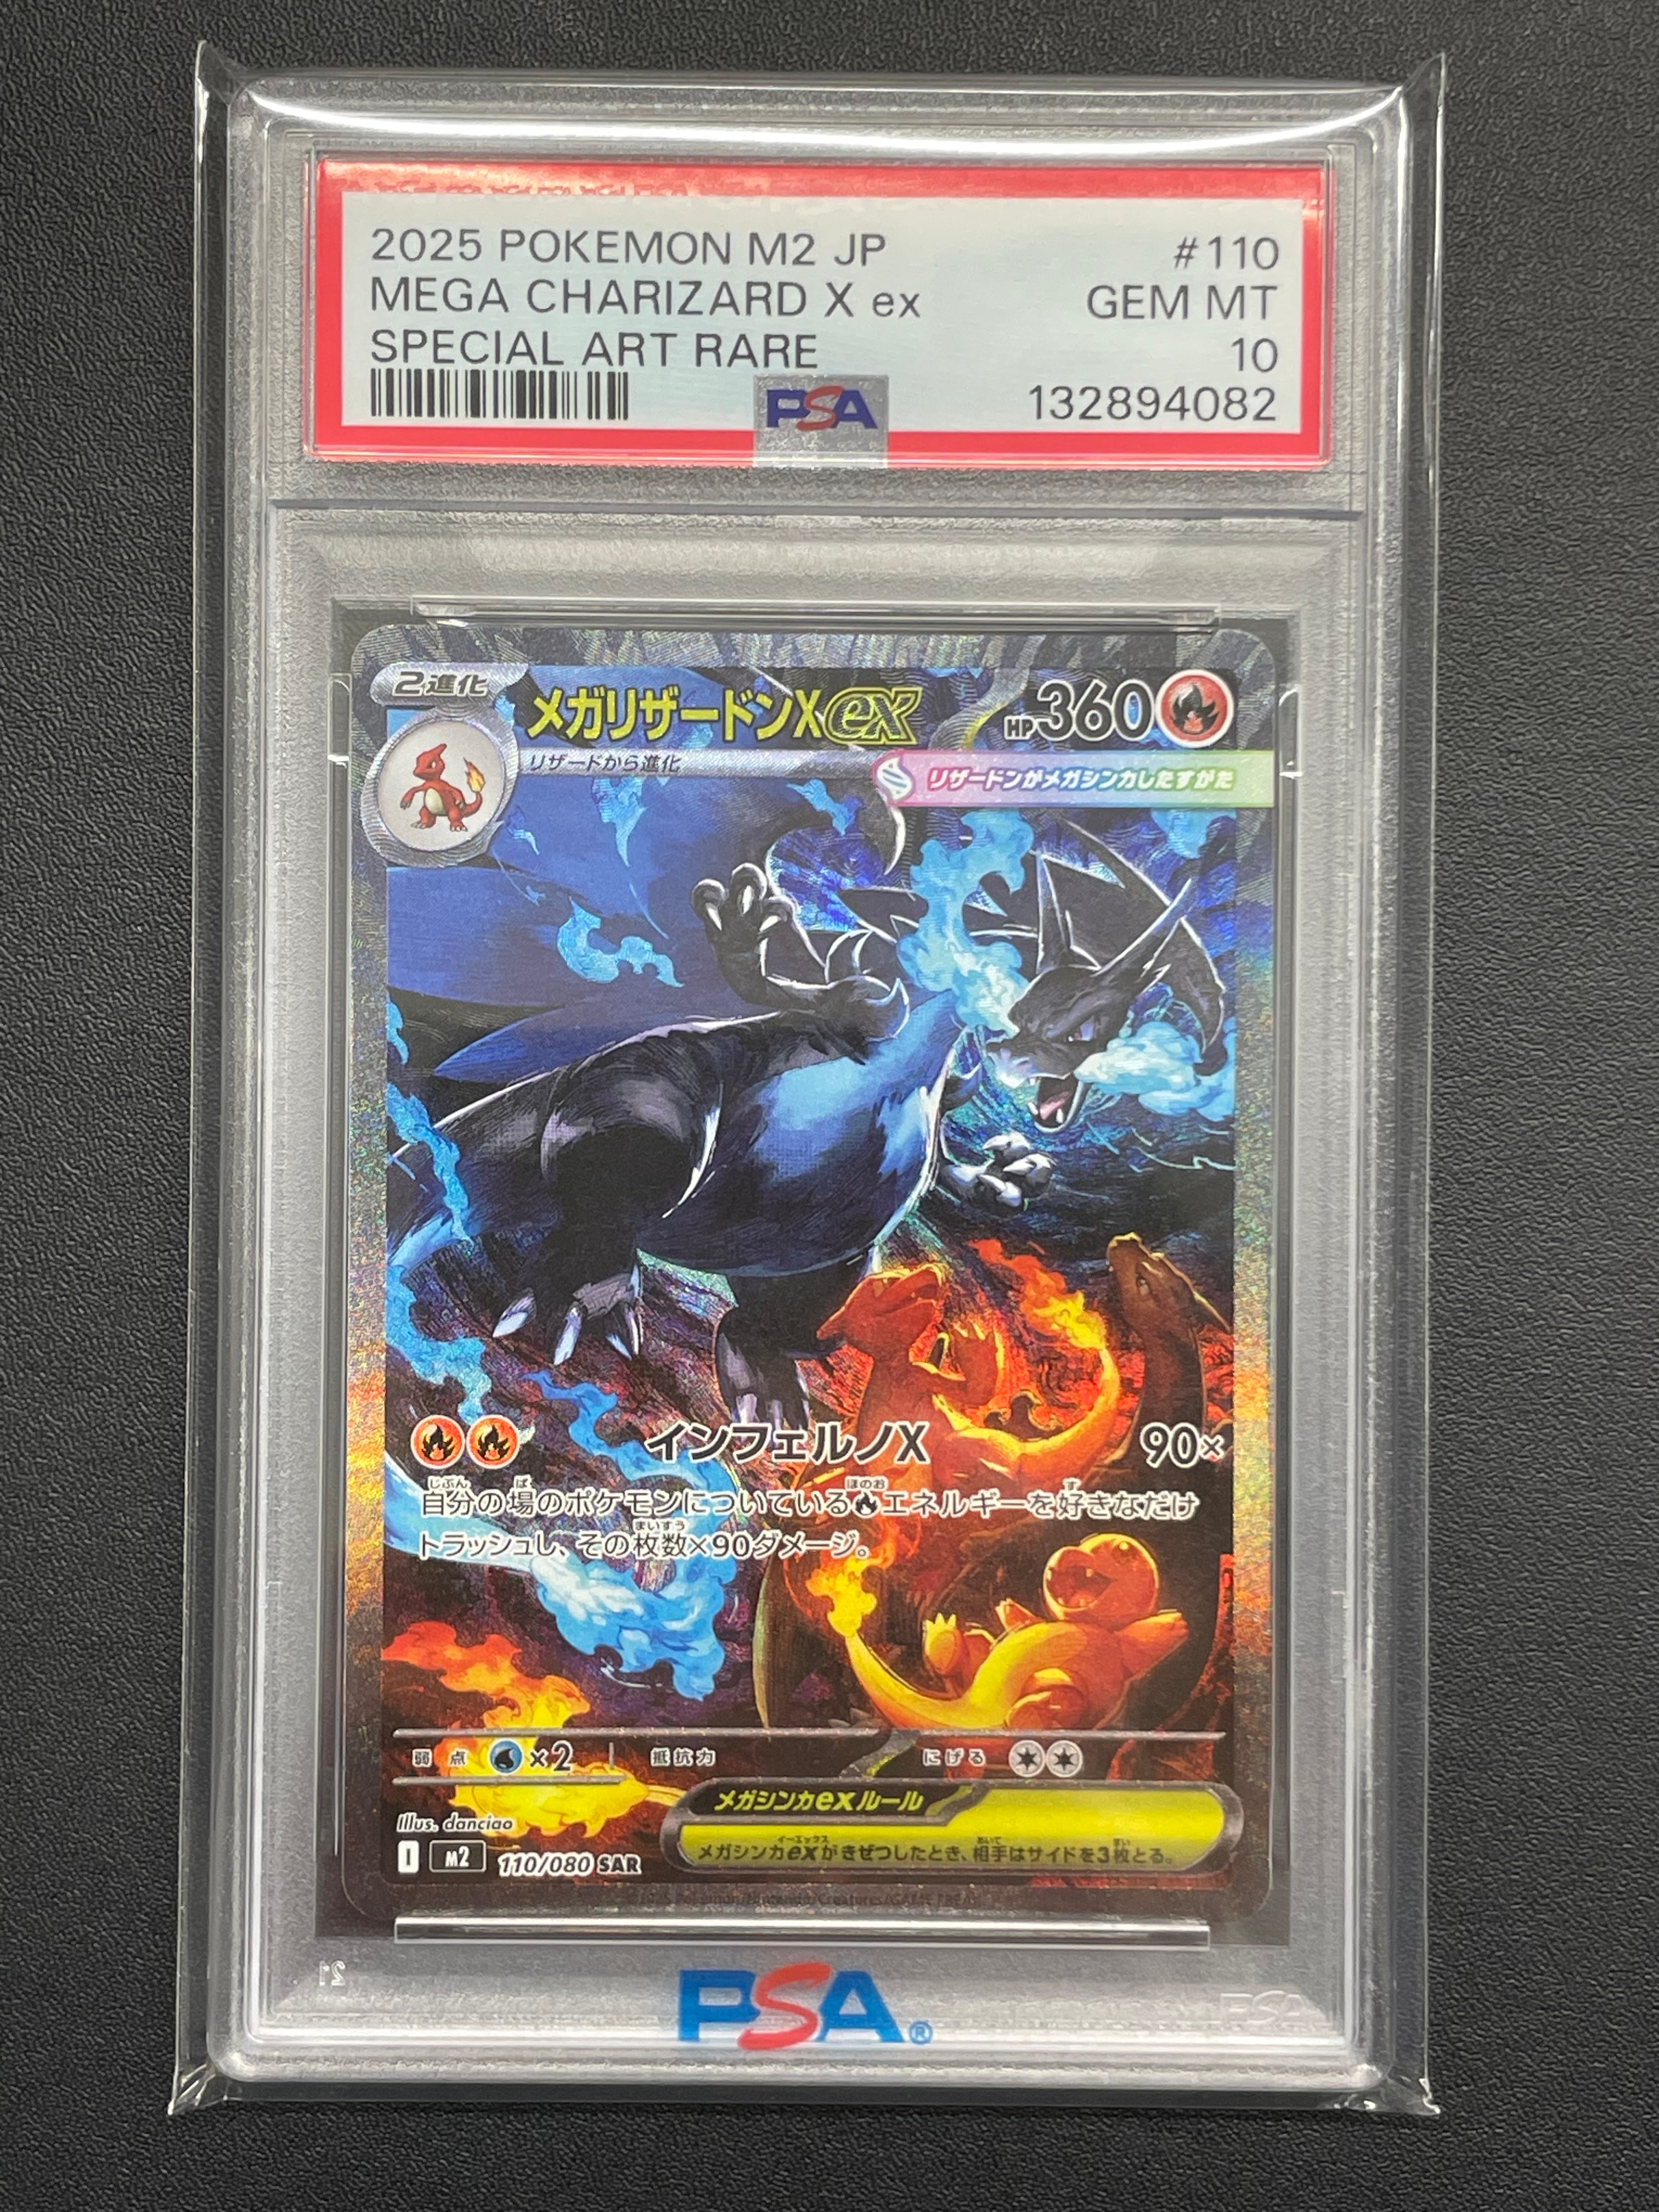 2025 POKEMON M2 JP #110
MEGA CHARIZARD X ex GEM MT
SPECIAL ART RARE 10
PSA 132894082
2進化 メガリザードンXex HP360
リザードから進化
リザードンがメガシンカしたすがた
インフェルノX 90×
自分の場のポケモンについているエネルギーを好きなだけ
トラッシュし、その枚数×90ダメージ。
弱点 ×2 抵抗力 にげる
メガシンカexルール
メガシンカexがきぜつしたとき、相手はサイドを3枚とる。
Illus. danciao
I M2 110/080 SAR
PSA®